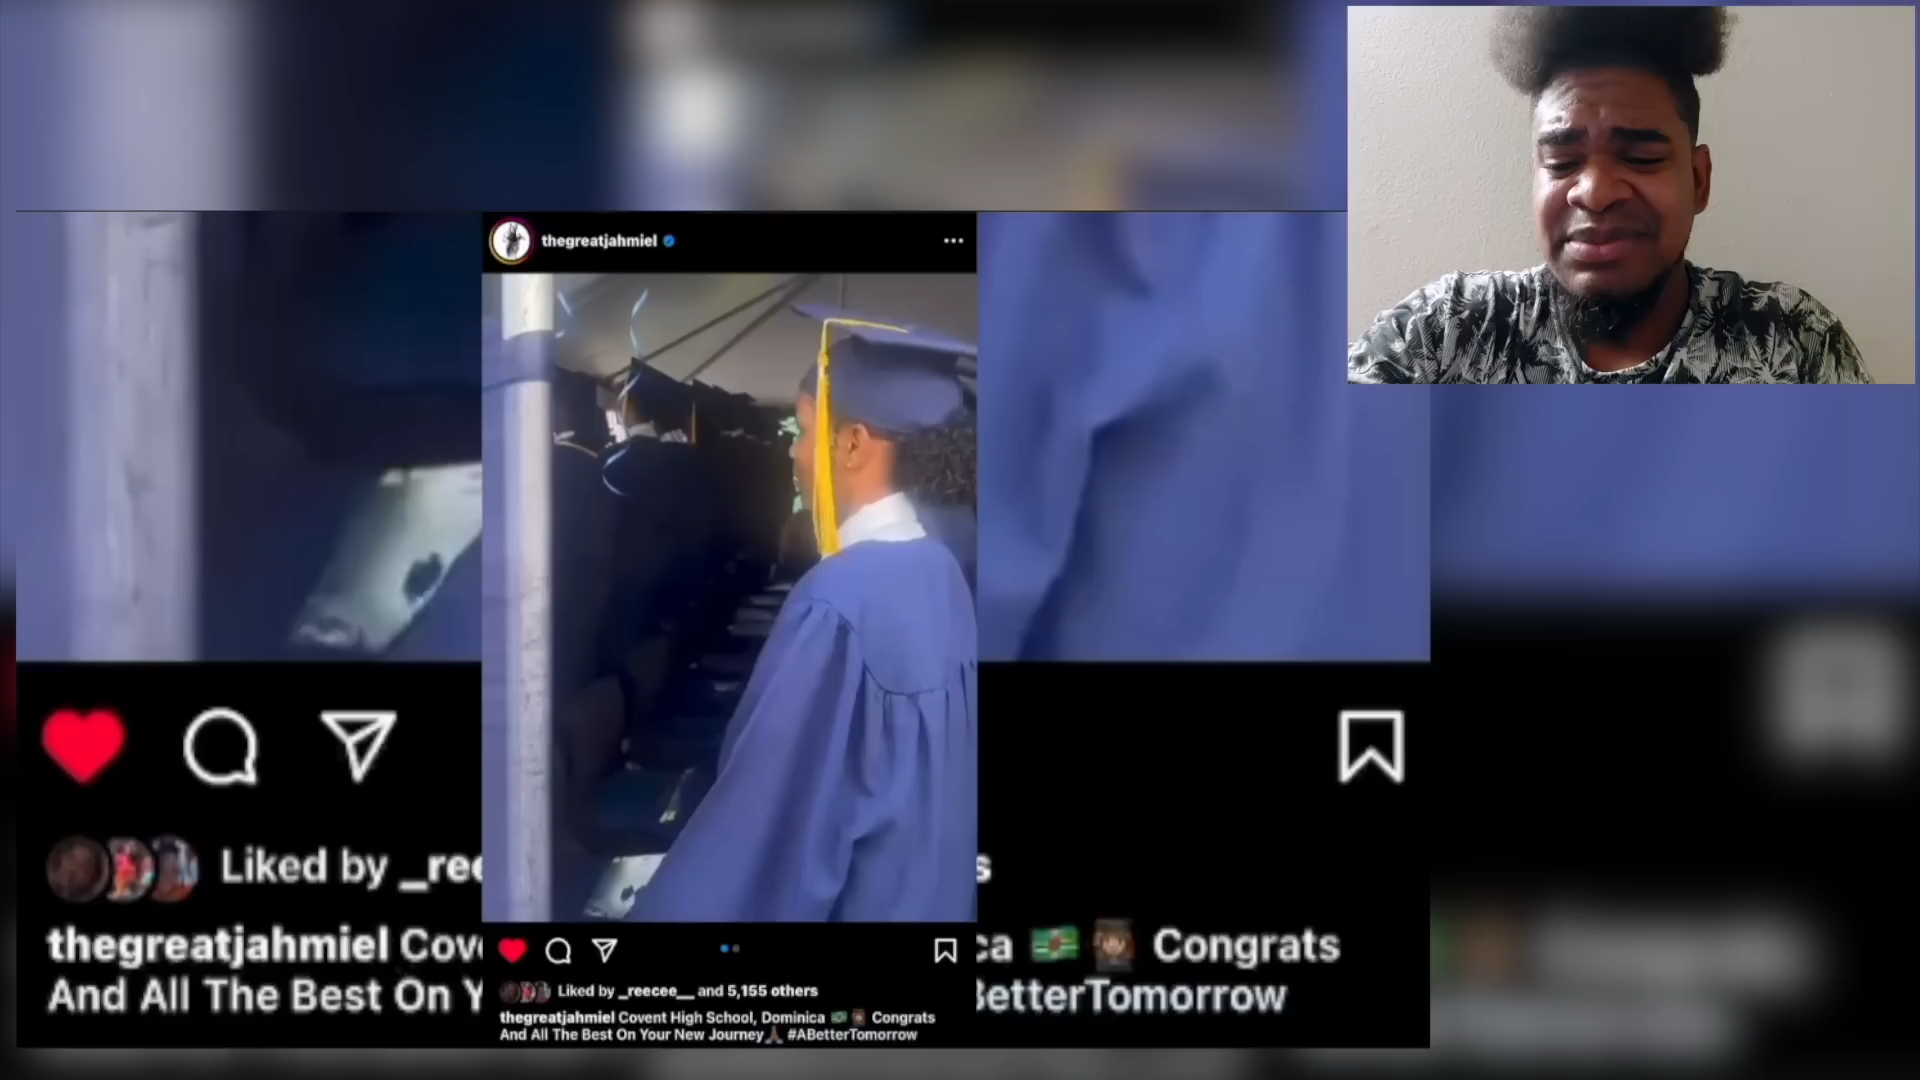 thegreatjahmiel
Liked by _reecee__ and 5,155 others
thegreatjahmiel Covent High School, Dominica 🇩🇲 👩🏽‍🎓 Congrats
And All The Best On Your New Journey🙏🏾 #ABetterTomorrow
Liked by _ree
s
thegreatjahmiel Cove
ca 🇩🇲 👩🏽‍🎓 Congrats
And All The Best On Y
BetterTomorrow